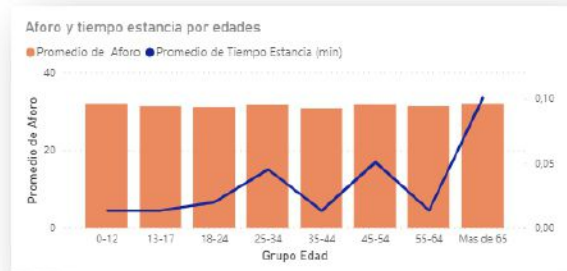 Aforo y tiempo estancia por edades
Promedio de Aforo Promedio de Tiempo Estancia (min)
40
20
0
0,10
0,05
0,00
Promedio de Aforo
0-12 13-17 18-24 25-34 35-44 45-54 55-64 Mas de 65
Grupo Edad